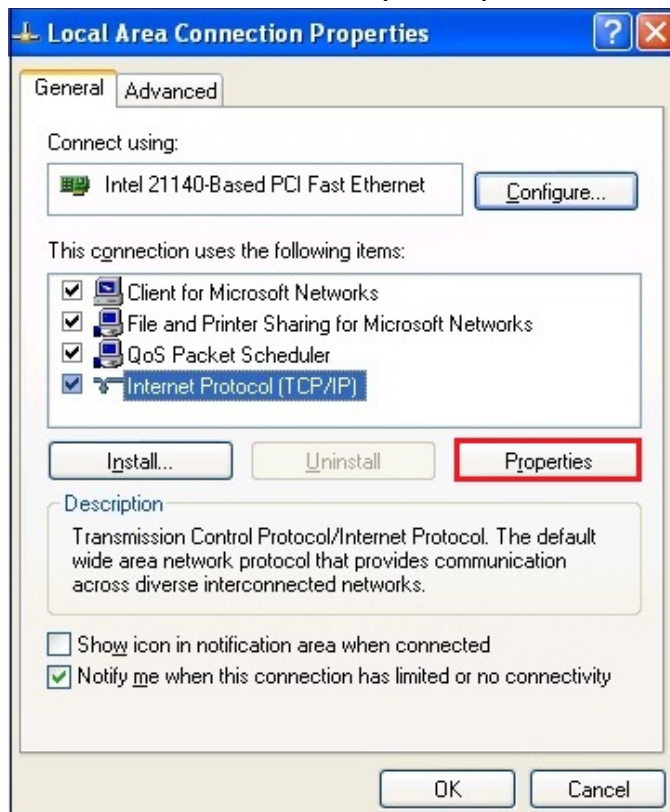 Local Area Connection Properties
General
Advanced
Connect using:
Intel 21140-Based PCI Fast Ethernet
Configure...
This connection uses the following items:
Client for Microsoft Networks
File and Printer Sharing for Microsoft Networks
QoS Packet Scheduler
Internet Protocol (TCP/IP)
Install...
Uninstall
Properties
Description
Transmission Control Protocol/Internet Protocol. The default
wide area network protocol that provides communication
across diverse interconnected networks.
Show icon in notification area when connected
Notify me when this connection has limited or no connectivity
OK
Cancel